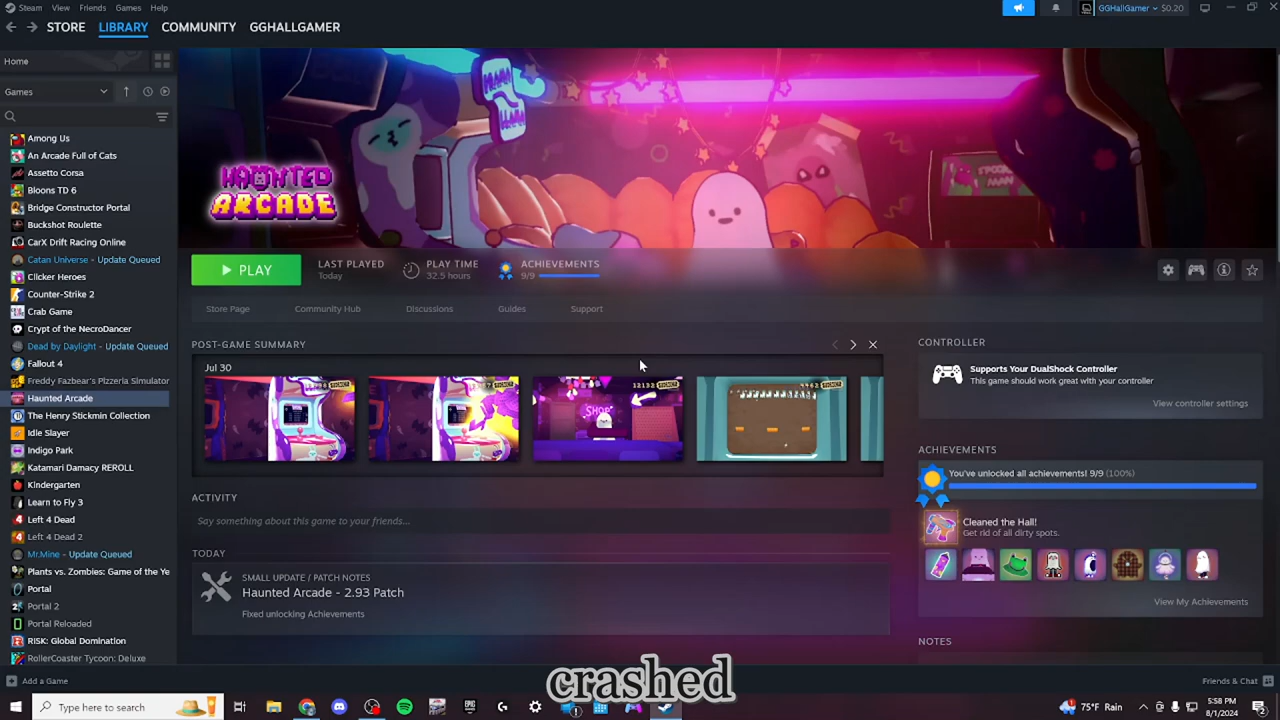 Steam View Friends Games Help
GGHallGamer $0.20
STORE LIBRARY COMMUNITY GGHALLGAMER
Home
Games
Among Us
An Arcade Full of Cats
Assetto Corsa
Bloons TD 6
Bridge Constructor Portal
Buckshot Roulette
CarX Drift Racing Online
Catan Universe - Update Queued
Clicker Heroes
Counter-Strike 2
Crab Game
Crypt of the NecroDancer
Dead by Daylight - Update Queued
Fallout 4
Freddy Fazbear's Pizzeria Simulator
Haunted Arcade
The Henry Stickmin Collection
Idle Slayer
Indigo Park
Katamari Damacy REROLL
Kindergarten
Learn to Fly 3
Left 4 Dead
Left 4 Dead 2
Mr.Mine - Update Queued
Plants vs. Zombies: Game of the Ye
Portal
Portal 2
Portal Reloaded
RISK: Global Domination
RollerCoaster Tycoon: Deluxe
MAMA
LLAMA
HAUNTED
ARCADE
PLAY
LAST PLAYED
Today
PLAY TIME
32.5 hours
ACHIEVEMENTS
9/9
Store Page Community Hub Discussions Guides Support
POST-GAME SUMMARY
Jul 30
SHOP
12132
ACTIVITY
Say something about this game to your friends...
TODAY
SMALL UPDATE / PATCH NOTES
Haunted Arcade - 2.93 Patch
Fixed unlocking Achievements
CONTROLLER
Supports Your DualShock Controller
This game should work great with your controller
View controller settings
ACHIEVEMENTS
You've unlocked all achievements! 9/9 (100%)
Cleaned the Hall!
Get rid of all dirty spots.
View My Achievements
NOTES
Add a Game
crashed
Friends & Chat
Type here to search
EPIC
75°F Rain
5:58 PM
8/1/2024